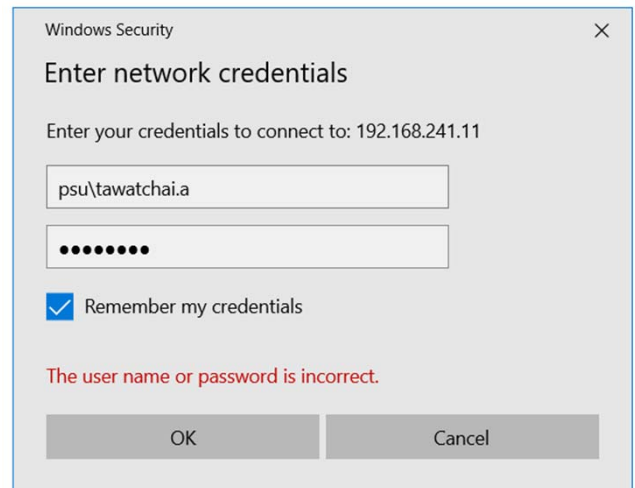 Windows Security
Enter network credentials
Enter your credentials to connect to: 192.168.241.11
psu\tawatchai.a
●●●●●●●●
Remember my credentials
The user name or password is incorrect.
OK Cancel